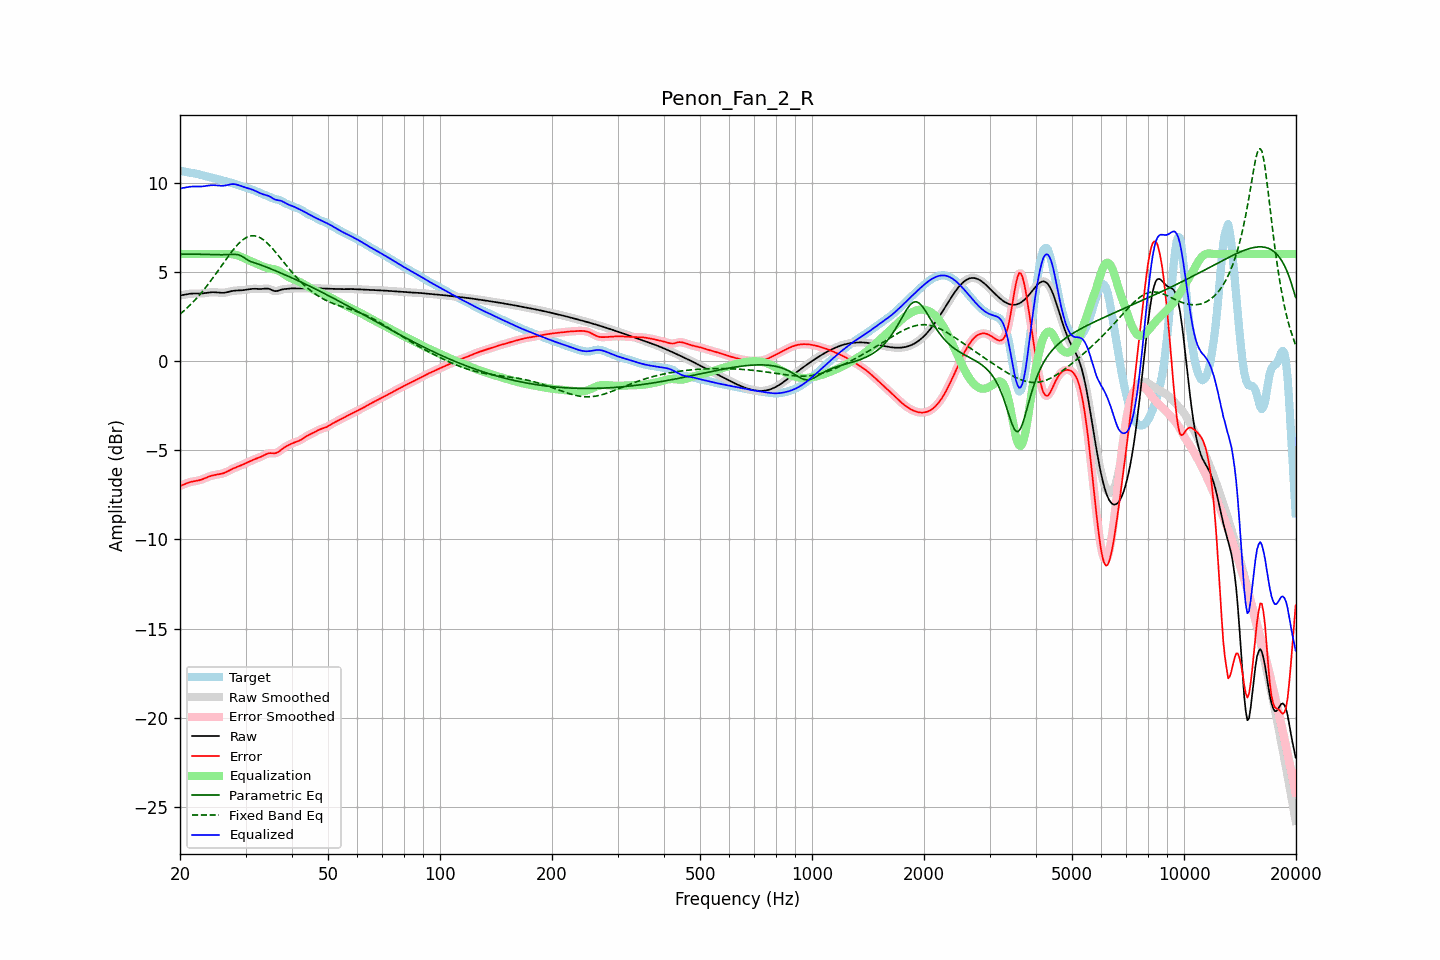 Penon_Fan_2_R
Amplitude (dBr)
10
5
0
−5
−10
−15
−20
−25
Target
Raw Smoothed
Error Smoothed
Raw
Error
Equalization
Parametric Eq
Fixed Band Eq
Equalized
20 50 100 200 500 1000 2000 5000 10000 20000
Frequency (Hz)